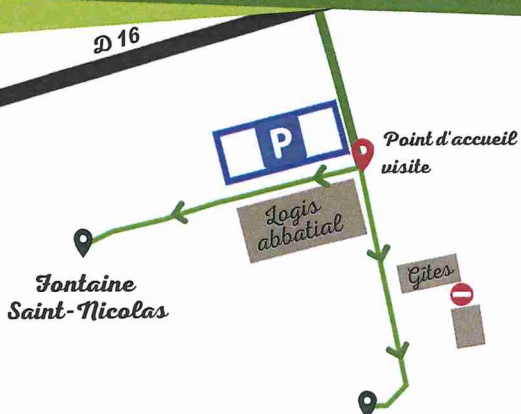 D 16
P
Point d'accueil
visite
Logis
abbatial
Fontaine
Saint-Nicolas
Gîtes